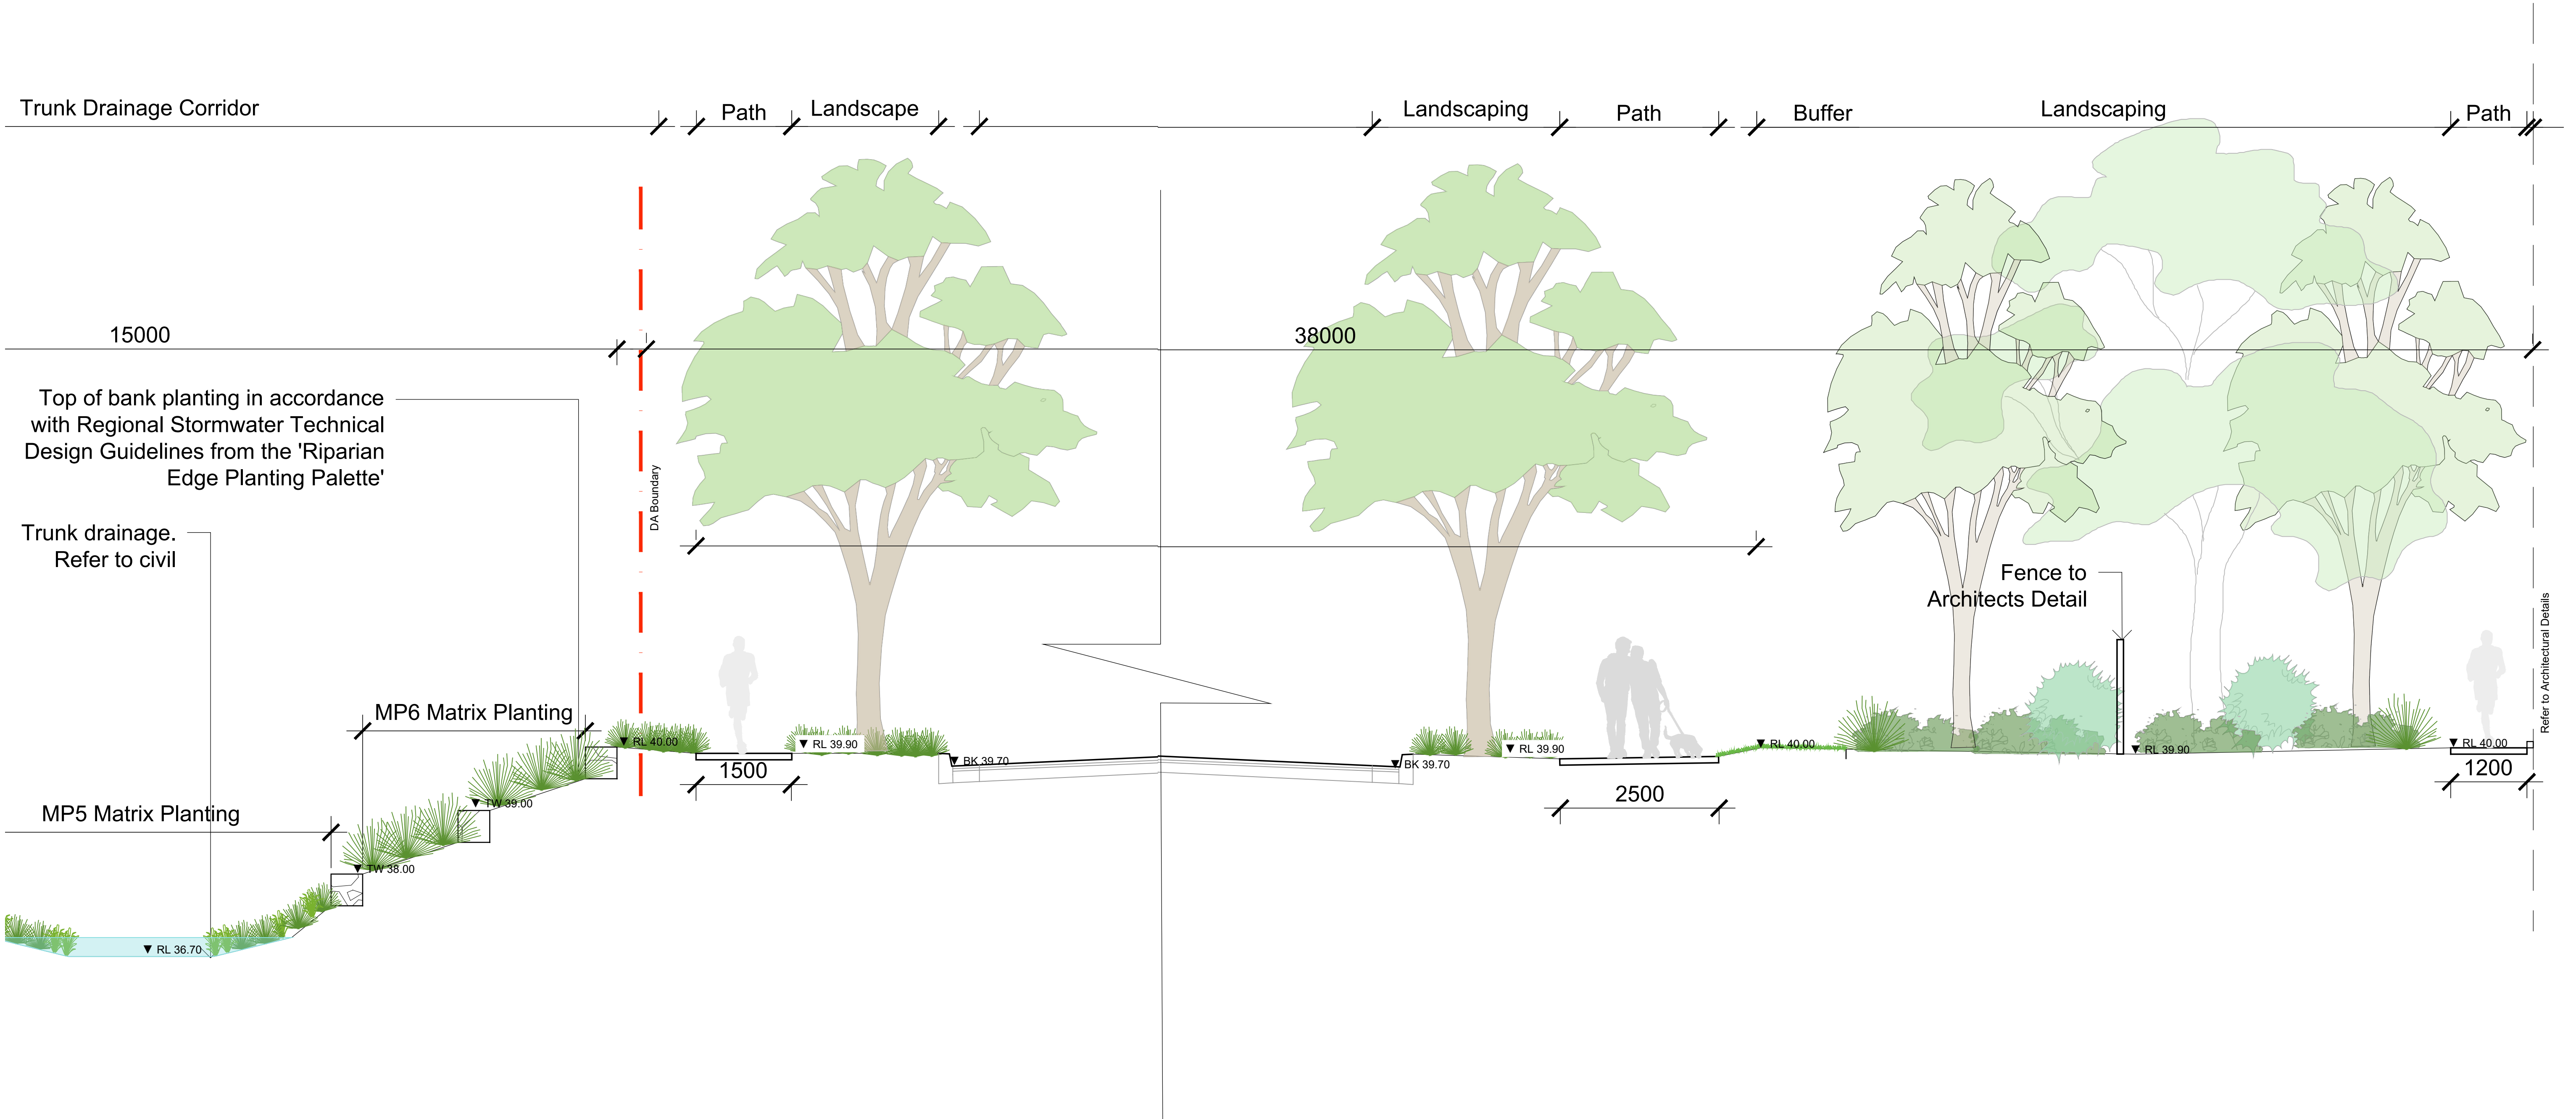 Trunk Drainage Corridor
Path
Landscape
Landscaping
Path
Buffer
Landscaping
Path
15000
38000
Top of bank planting in accordance
with Regional Stormwater Technical
Design Guidelines from the 'Riparian
Edge Planting Palette'
DA Boundary
Trunk drainage.
Refer to civil
Fence to
Architects Detail
Refer to Architectural Details
MP6 Matrix Planting
RL 40.00
RL 39.90
RL 39.90
RL 40.00
RL 39.90
RL 40.00
BK 39.70
BK 39.70
1500
2500
1200
TW 39.00
MP5 Matrix Planting
TW 38.00
RL 36.70